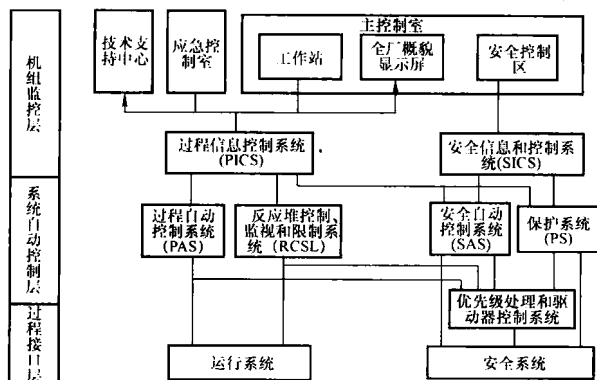 机组监控层
系统自动控制层
过程接口层
技术支
持中心
应急控
制室
主控制室
工作站
全厂概貌
显示屏
安全控制
区
过程信息控制系统
(PICS)
安全信息和控制系
统(SICS)
过程自动
控制系统
(PAS)
反应堆控制、
监视和限制系
统（RCSL）
安全自动
控制系统
(SAS)
保护系统
(PS)
优先级处理和驱
动器控制系统
运行系统
安全系统